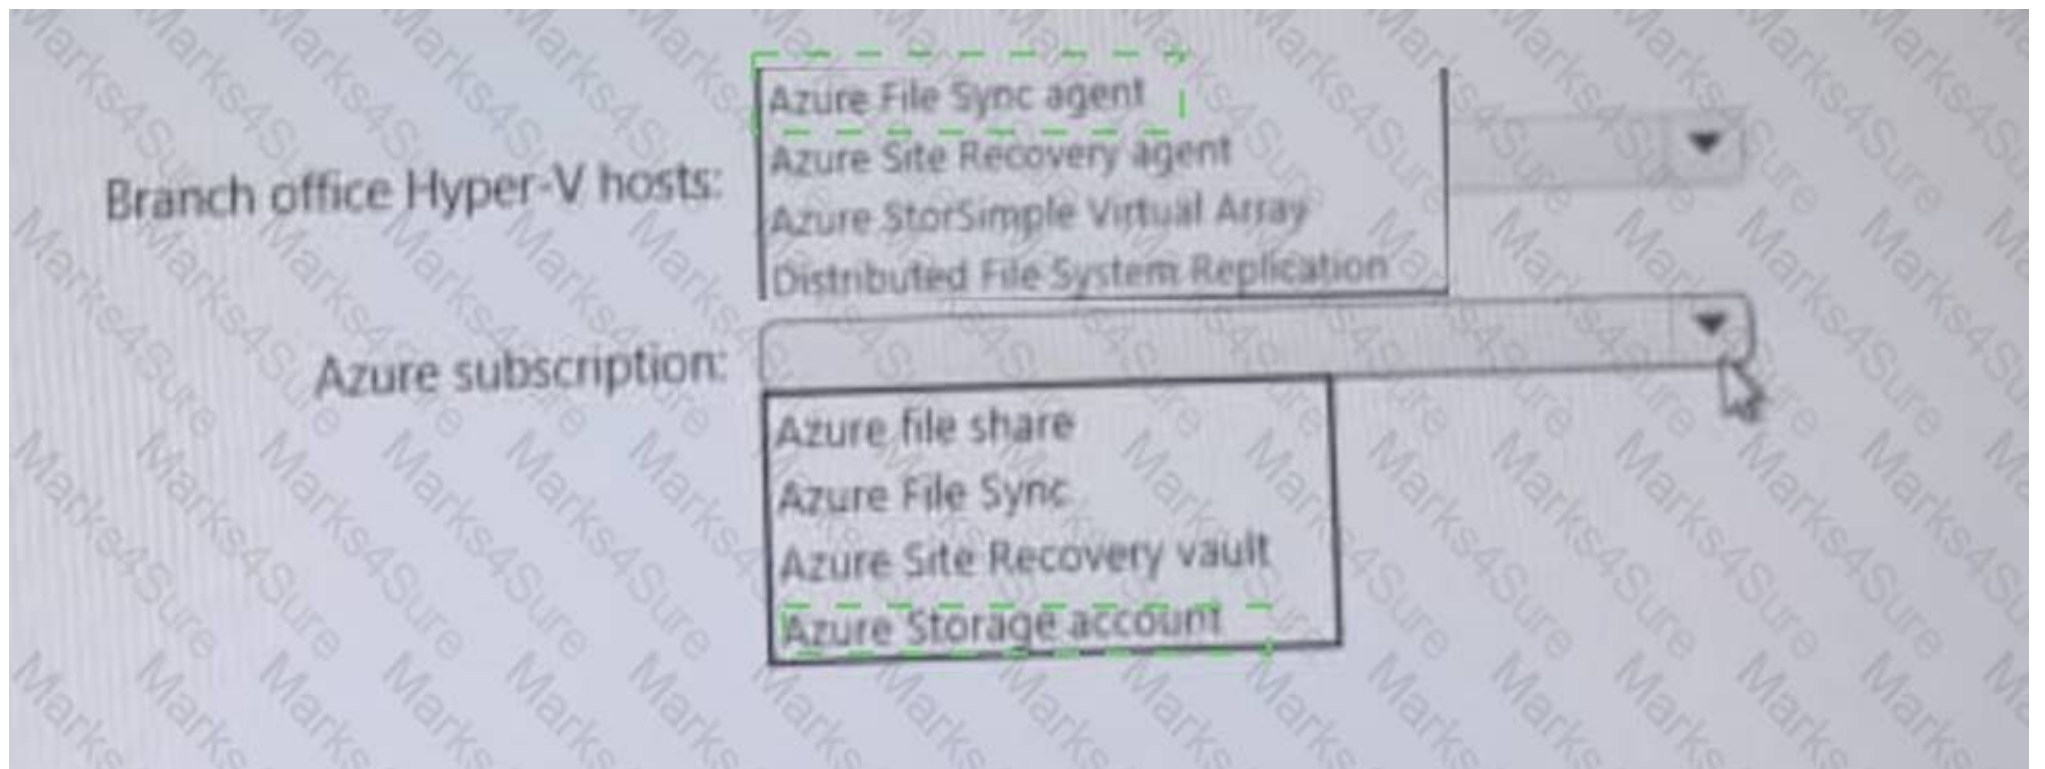 Azure File Sync agent
Azure Site Recovery agent
Branch office Hyper-V hosts:
Azure StorSimple Virtual Array
Distributed File System Replication
Azure subscription:
Azure file share
Azure File Sync
Azure Site Recovery vault
Azure Storage account
Marks4Sure